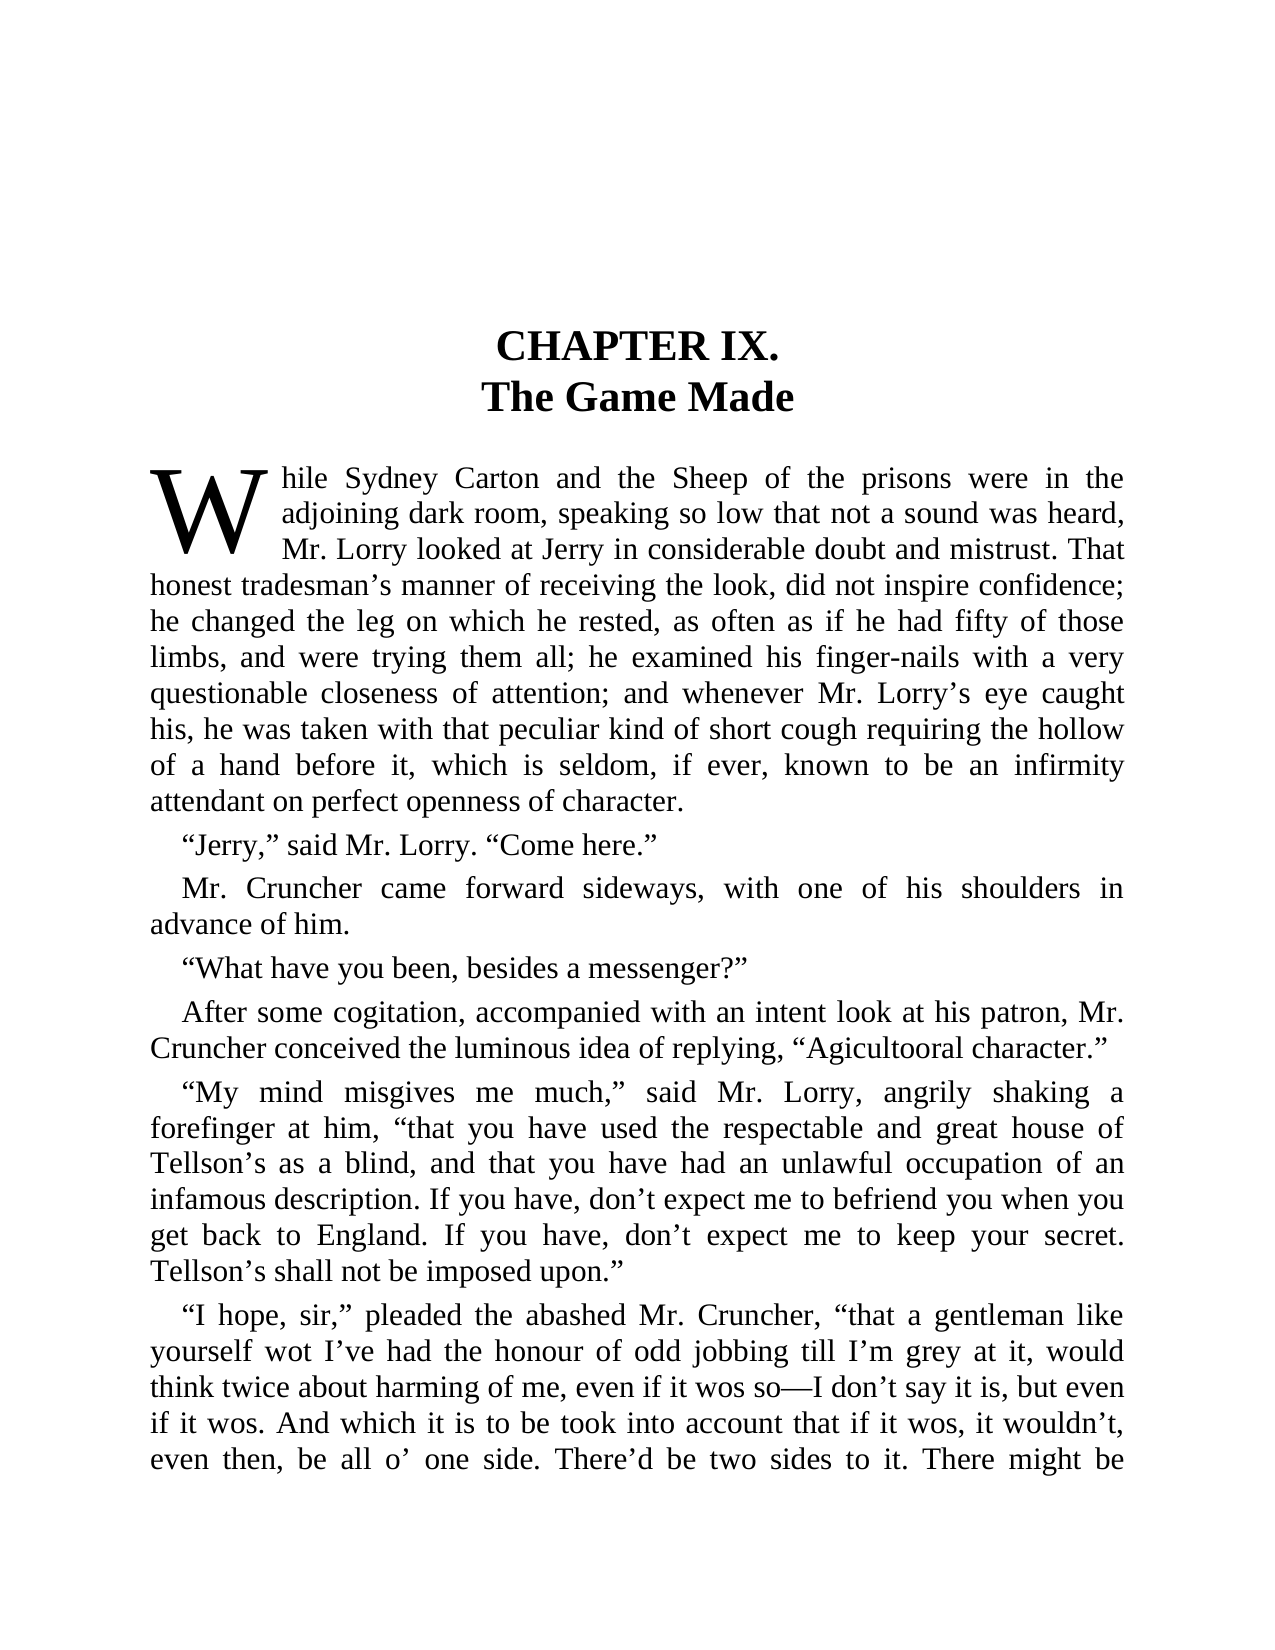 CHAPTER IX.
The Game Made
While Sydney Carton and the Sheep of the prisons were in the
adjoining dark room, speaking so low that not a sound was heard,
Mr. Lorry looked at Jerry in considerable doubt and mistrust. That
honest tradesman’s manner of receiving the look, did not inspire confidence;
he changed the leg on which he rested, as often as if he had fifty of those
limbs, and were trying them all; he examined his finger-nails with a very
questionable closeness of attention; and whenever Mr. Lorry’s eye caught
his, he was taken with that peculiar kind of short cough requiring the hollow
of a hand before it, which is seldom, if ever, known to be an infirmity
attendant on perfect openness of character.
“Jerry,” said Mr. Lorry. “Come here.”
Mr. Cruncher came forward sideways, with one of his shoulders in
advance of him.
“What have you been, besides a messenger?”
After some cogitation, accompanied with an intent look at his patron, Mr.
Cruncher conceived the luminous idea of replying, “Agicultooral character.”
“My mind misgives me much,” said Mr. Lorry, angrily shaking a
forefinger at him, “that you have used the respectable and great house of
Tellson’s as a blind, and that you have had an unlawful occupation of an
infamous description. If you have, don’t expect me to befriend you when you
get back to England. If you have, don’t expect me to keep your secret.
Tellson’s shall not be imposed upon.”
“I hope, sir,” pleaded the abashed Mr. Cruncher, “that a gentleman like
yourself wot I’ve had the honour of odd jobbing till I’m grey at it, would
think twice about harming of me, even if it wos so—I don’t say it is, but even
if it wos. And which it is to be took into account that if it wos, it wouldn’t,
even then, be all o’ one side. There’d be two sides to it. There might be